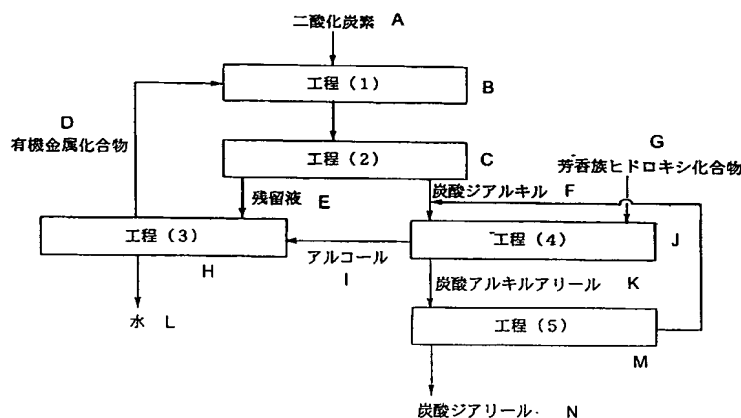 二酸化炭素 A
工程(1)
B
D
有機金属化合物
工程(2)
C
G
芳香族ヒドロキシ化合物
残留液 E
炭酸ジアルキル F
工程(3)
工程(4)
J
アルコール
I
H
炭酸アルキルアリール K
水 L
工程(5)
M
炭酸ジアリール N